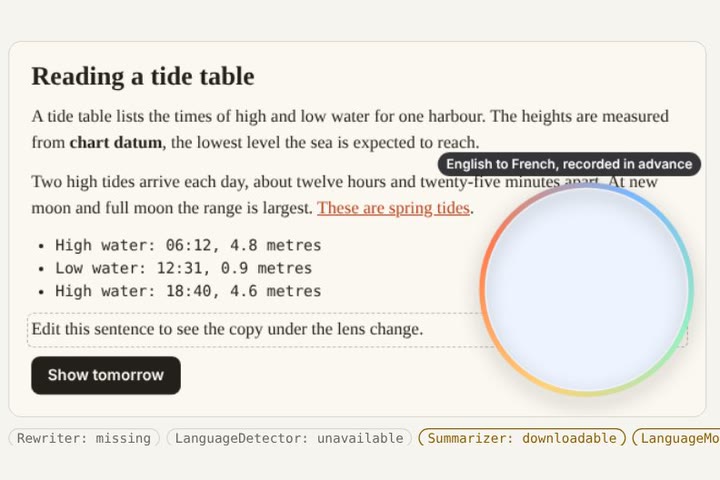 Reading a tide table
A tide table lists the times of high and low water for one harbour. The heights are measured
from chart datum, the lowest level the sea is expected to reach.
English to French, recorded in advance
Two high tides arrive each day, about twelve hours and twenty-five minutes apart. At new
moon and full moon the range is largest. These are spring tides.
• High water: 06:12, 4.8 metres
• Low water: 12:31, 0.9 metres
• High water: 18:40, 4.6 metres
Edit this sentence to see the copy under the lens change.
Show tomorrow
Rewriter: missing LanguageDetector: unavailable Summarizer: downloadable LanguageMo